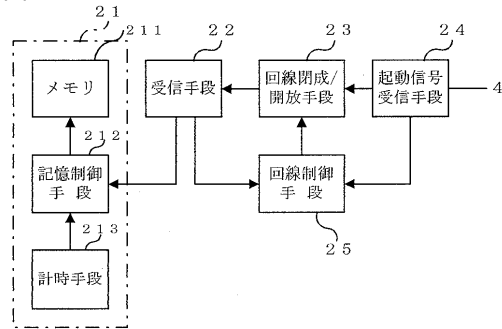 21
211
22
23
24
メモリ
受信手段
回線閉成/
開放手段
起動信号
受信手段
4
212
記憶制御
手 段
回線制御
手 段
213
計時手段
25